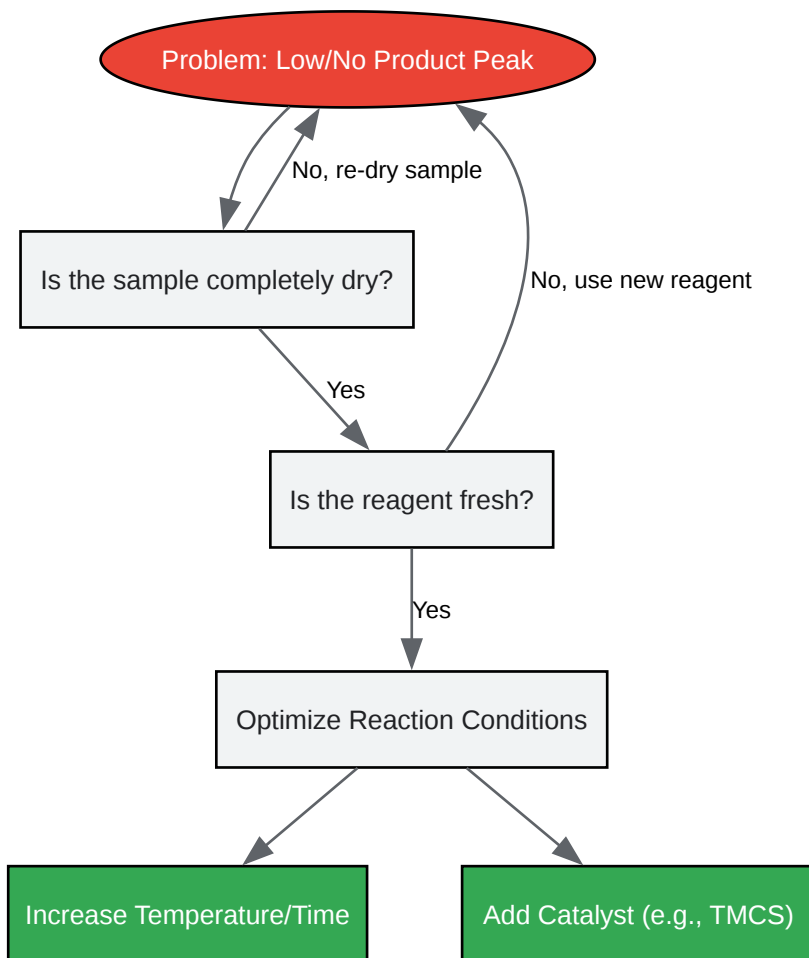 Problem: Low/No Product Peak
No, re-dry sample
Is the sample completely dry?
No, use new reagent
Yes
Is the reagent fresh?
Yes
Optimize Reaction Conditions
Increase Temperature/Time
Add Catalyst (e.g., TMCS)